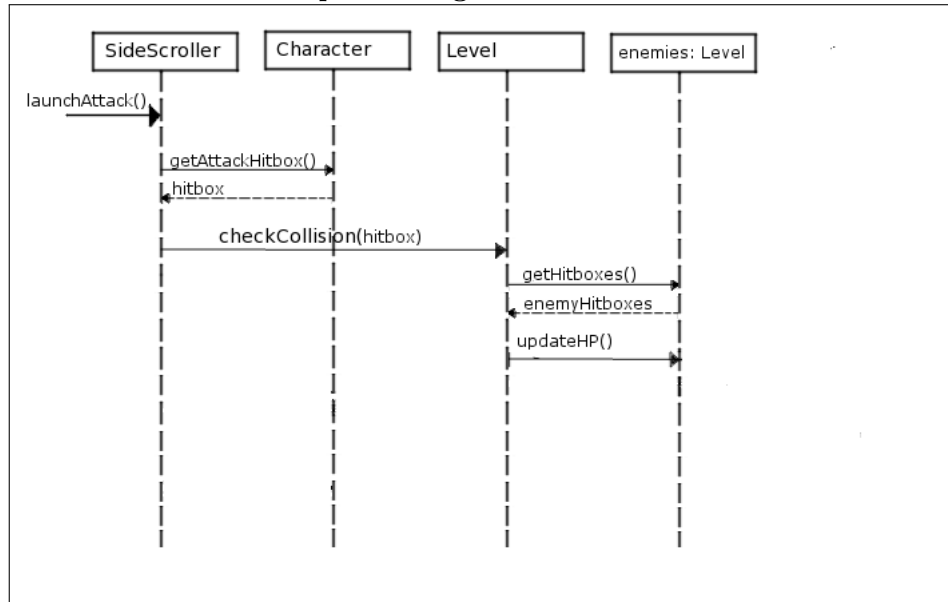 SideScroller
Character
Level
enemies: Level
launchAttack()
getAttackHitbox()
hitbox
checkCollision(hitbox)
getHitboxes()
enemyHitboxes
updateHP()